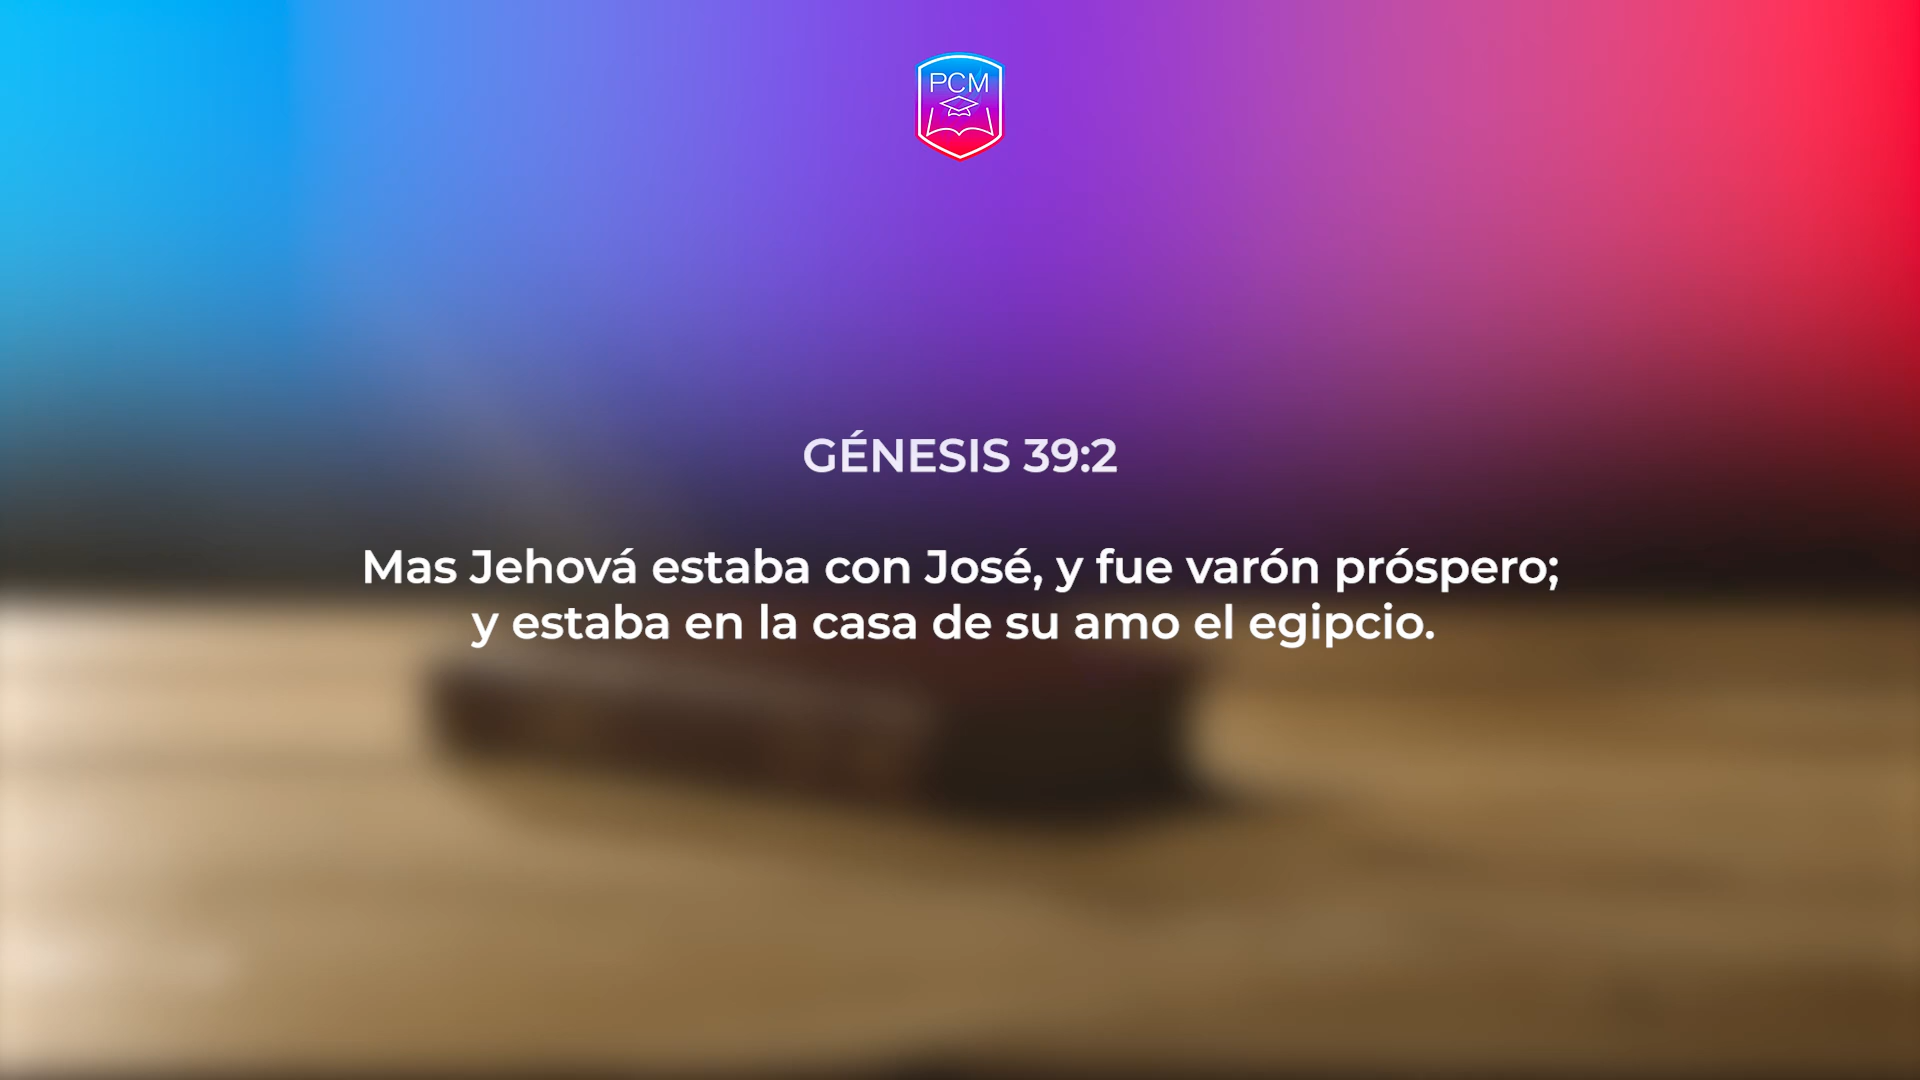 PCM
GÉNESIS 39:2
Mas Jehová estaba con José, y fue varón próspero;
y estaba en la casa de su amo el egipcio.